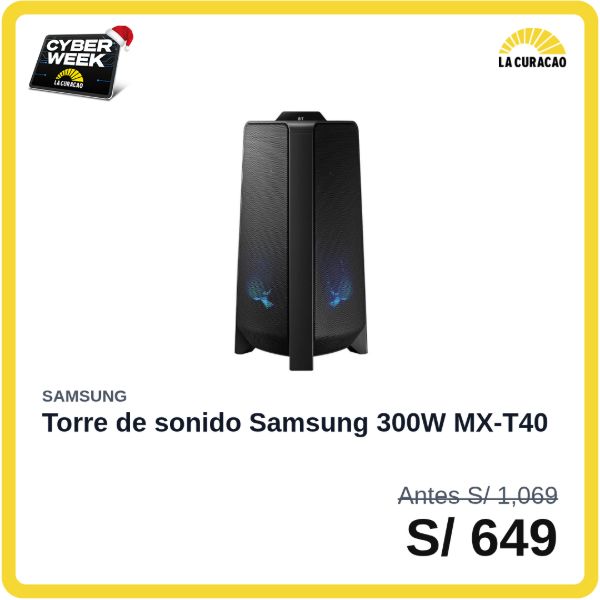 CYBER
WEEK
LA CURACAO
LA CURACAO
SAMSUNG
Torre de sonido Samsung 300W MX-T40
Antes S/ 1,069
S/ 649